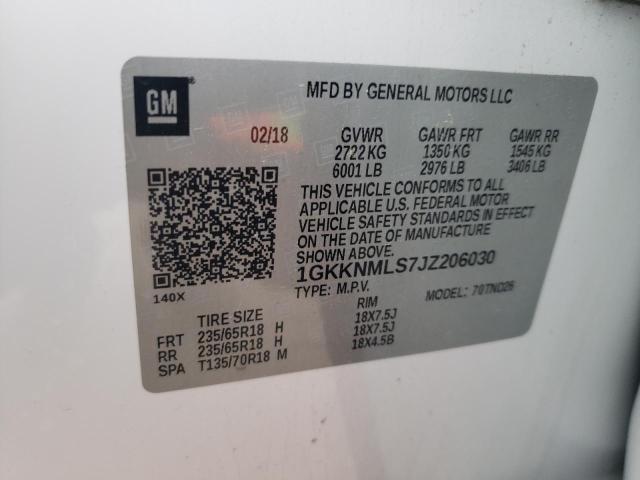 GM
MFD BY GENERAL MOTORS LLC
02/18 GVWR GAWR FRT GAWR RR
2722 KG 1350 KG 1545 KG
6001 LB 2976 LB 3406 LB
THIS VEHICLE CONFORMS TO ALL
APPLICABLE U.S. FEDERAL MOTOR
VEHICLE SAFETY STANDARDS IN EFFECT
ON THE DATE OF MANUFACTURE
SHOWN ABOVE.
1GKKNMLS7JZ206030
140X
TYPE: M.P.V. MODEL: 70TND26
TIRE SIZE RIM
FRT 235/65R18 H 18X7.5J
RR 235/65R18 H 18X7.5J
SPA T135/70R18 M 18X4.5B